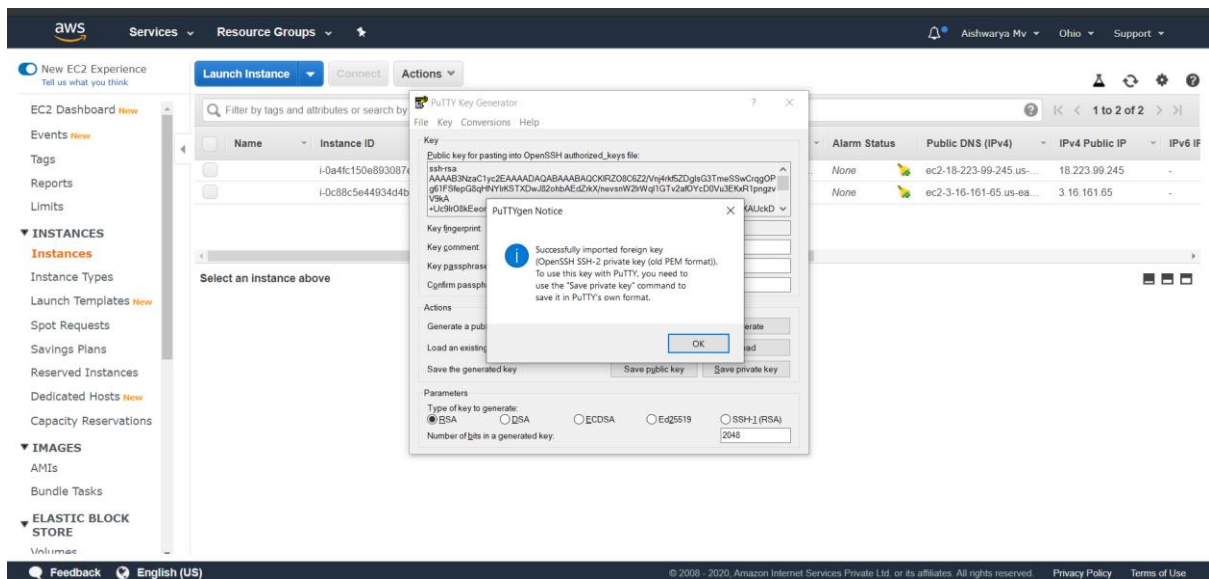 aws Services Resource Groups Aishwarya Mv Ohio Support
New EC2 Experience
Tell us what you think
EC2 Dashboard New
Events New
Tags
Reports
Limits
INSTANCES
Instances
Instance Types
Launch Templates New
Spot Requests
Savings Plans
Reserved Instances
Dedicated Hosts New
Capacity Reservations
IMAGES
AMIs
Bundle Tasks
ELASTIC BLOCK
STORE
Volumes
Launch Instance Connect Actions
Filter by tags and attributes or search by 1 to 2 of 2
Name Instance ID Alarm Status Public DNS (IPv4) IPv4 Public IP IPv6 IP
i-0a4fc150e893087e None ec2-18-223-99-245.us-... 18.223.99.245 -
i-0c88c5e44934d4b None ec2-3-16-161-65.us-ea... 3.16.161.65 -
Select an instance above
PuTTY Key Generator
File Key Conversions Help
Key
Public key for pasting into OpenSSH authorized_keys file:
ssh-rsa
V9kA
Key fingerprint
Key comment
Key passphrase
Confirm passph
Actions
Generate a publ erate
Load an existing ad
Save the generated key Save public key Save private key
Parameters
Type of key to generate:
RSA DSA ECDSA Ed25519 SSH-1 (RSA)
Number of bits in a generated key: 2048
PuTTYgen Notice
Successfully imported foreign key
(OpenSSH SSH-2 private key (old PEM format)).
To use this key with PuTTY, you need to
use the "Save private key" command to
save it in PuTTY's own format.
OK
Feedback English (US) © 2008 - 2020, Amazon Internet Services Private Ltd. or its affiliates. All rights reserved. Privacy Policy Terms of Use